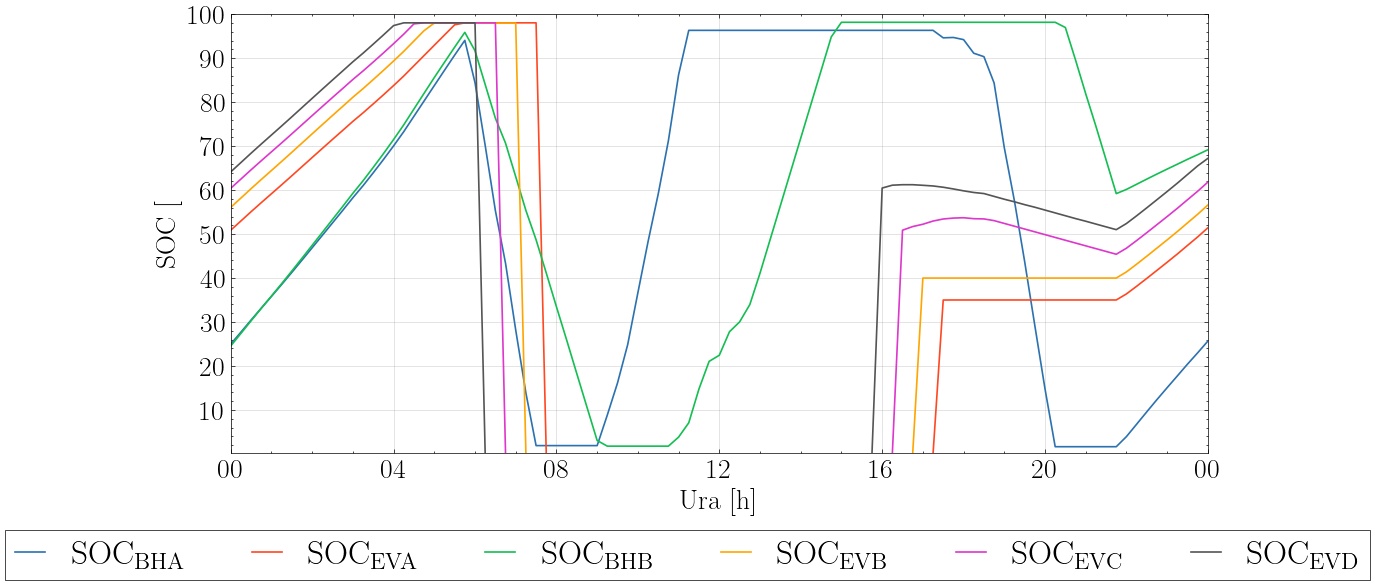 100
90
80
70
60
50
40
30
20
10
SOC [
00 04 08 12 16 20 00
Ura [h]
SOC_BHA SOC_EVA SOC_BHB SOC_EVB SOC_EVC SOC_EVD